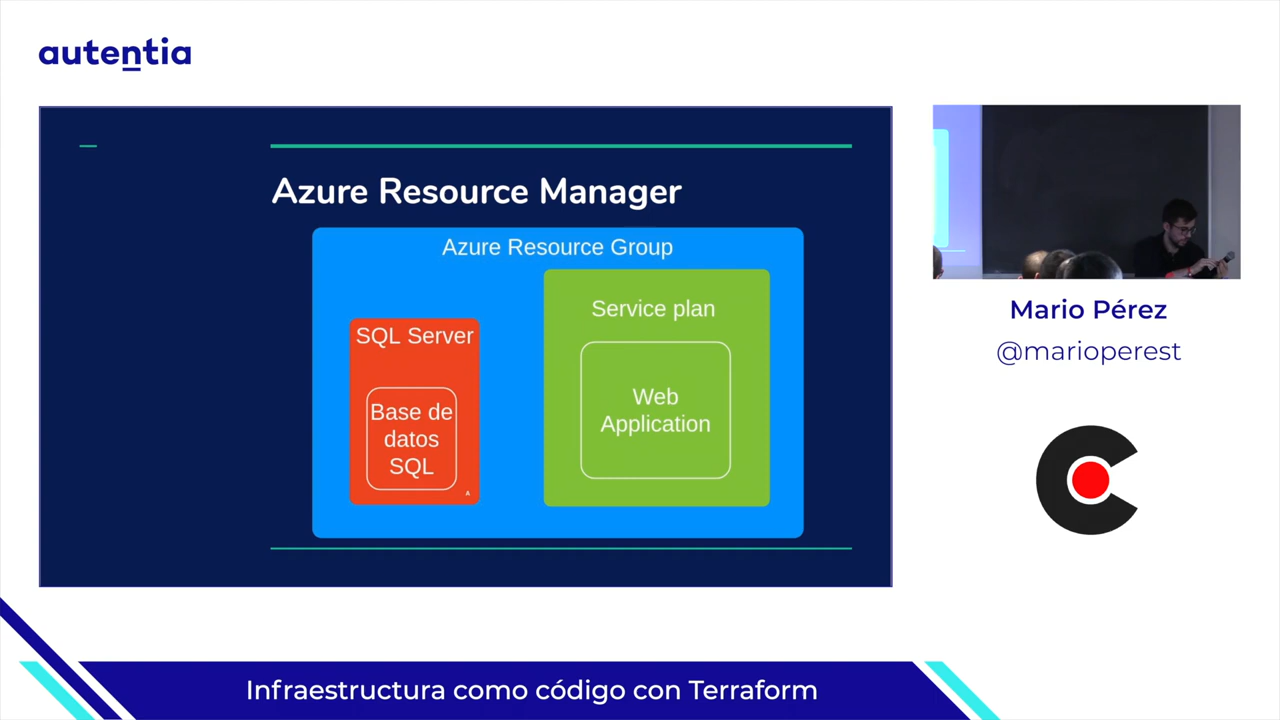 autentia
Azure Resource Manager
Azure Resource Group
SQL Server
Base de
datos
SQL
A
Service plan
Web
Application
Mario Pérez
@marioperest
Infraestructura como código con Terraform